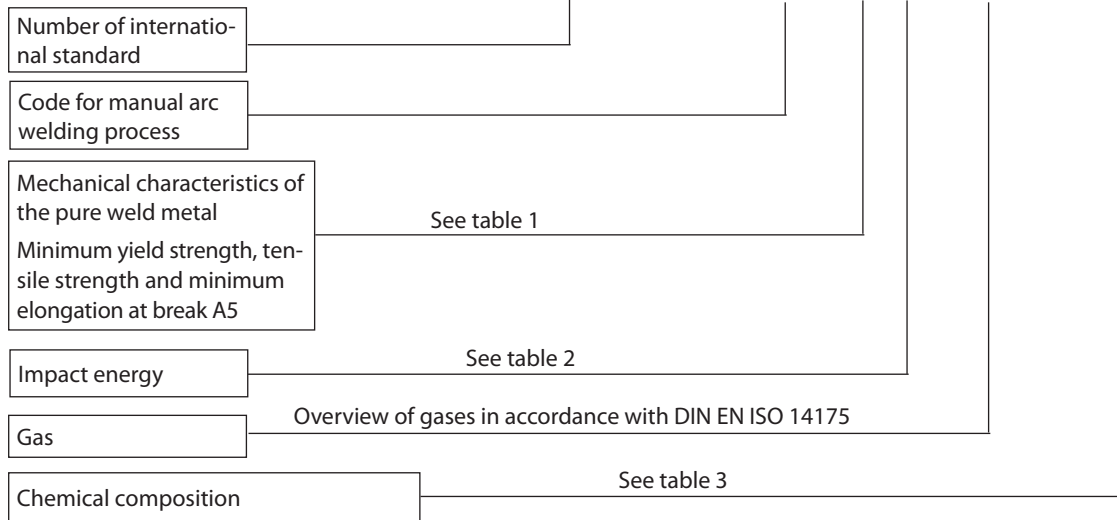 Number of internatio-
nal standard
Code for manual arc
welding process
Mechanical characteristics of
the pure weld metal
See table 1
Minimum yield strength, ten-
sile strength and minimum
elongation at break A5
See table 2
Impact energy
Overview of gases in accordance with DIN EN ISO 14175
Gas
See table 3
Chemical composition